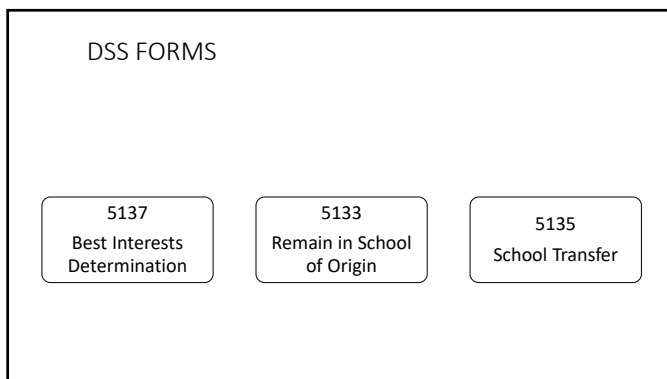 DSS FORMS
5137
Best Interests
Determination
5133
Remain in School
of Origin
5135
School Transfer